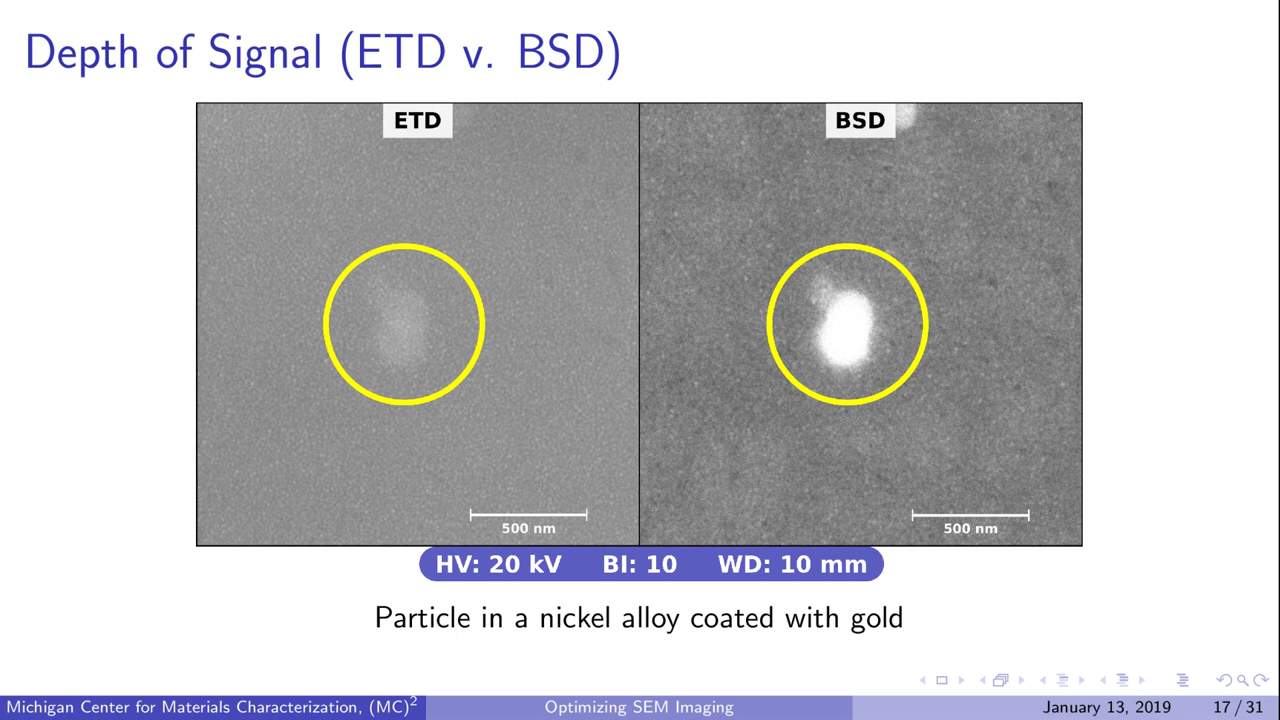 Depth of Signal (ETD v. BSD)
ETD
BSD
500 nm
500 nm
HV: 20 kV BI: 10 WD: 10 mm
Particle in a nickel alloy coated with gold
Michigan Center for Materials Characterization, (MC)² Optimizing SEM Imaging January 13, 2019 17 / 31